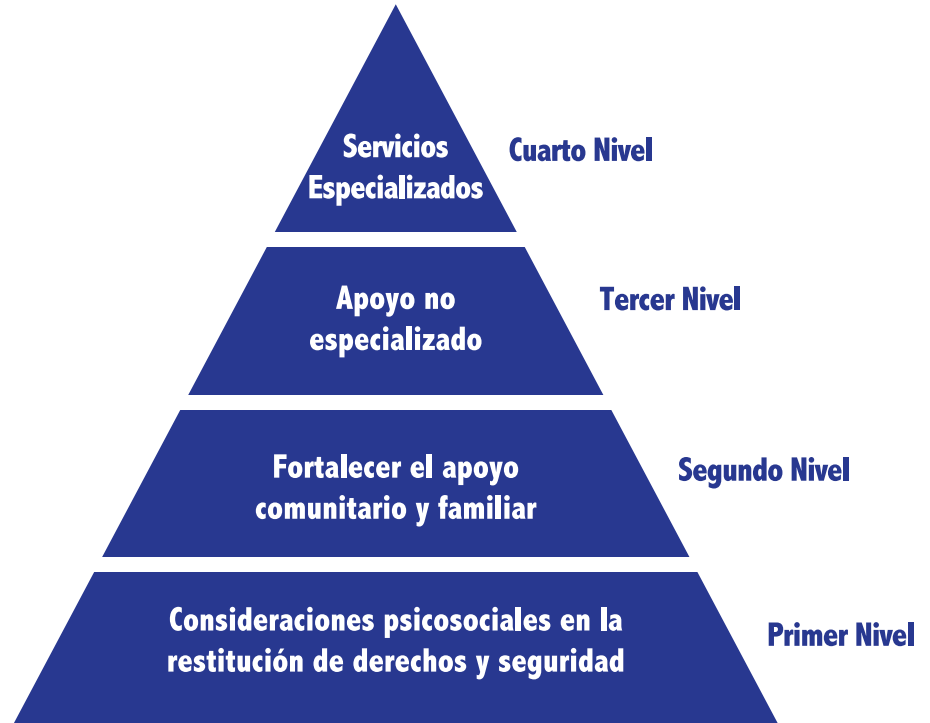 Servicios
Especializados
Cuarto Nivel
Apoyo no
especializado
Tercer Nivel
Fortalecer el apoyo
comunitario y familiar
Segundo Nivel
Consideraciones psicosociales en la
restitución de derechos y seguridad
Primer Nivel